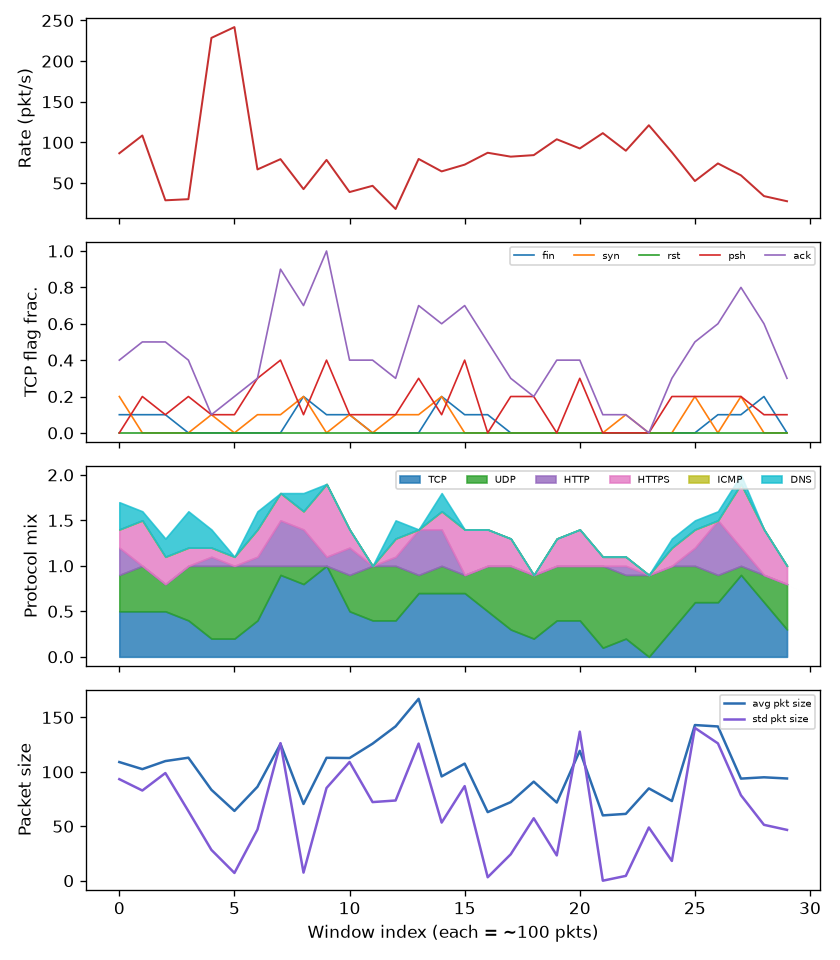 250
200
150
100
50
Rate (pkt/s)
fin syn rst psh ack
1.0
0.8
0.6
0.4
0.2
0.0
TCP flag frac.
TCP UDP HTTP HTTPS ICMP DNS
2.0
1.5
1.0
0.5
0.0
Protocol mix
avg pkt size
std pkt size
150
100
50
0
Packet size
0 5 10 15 20 25 30
Window index (each = ~100 pkts)